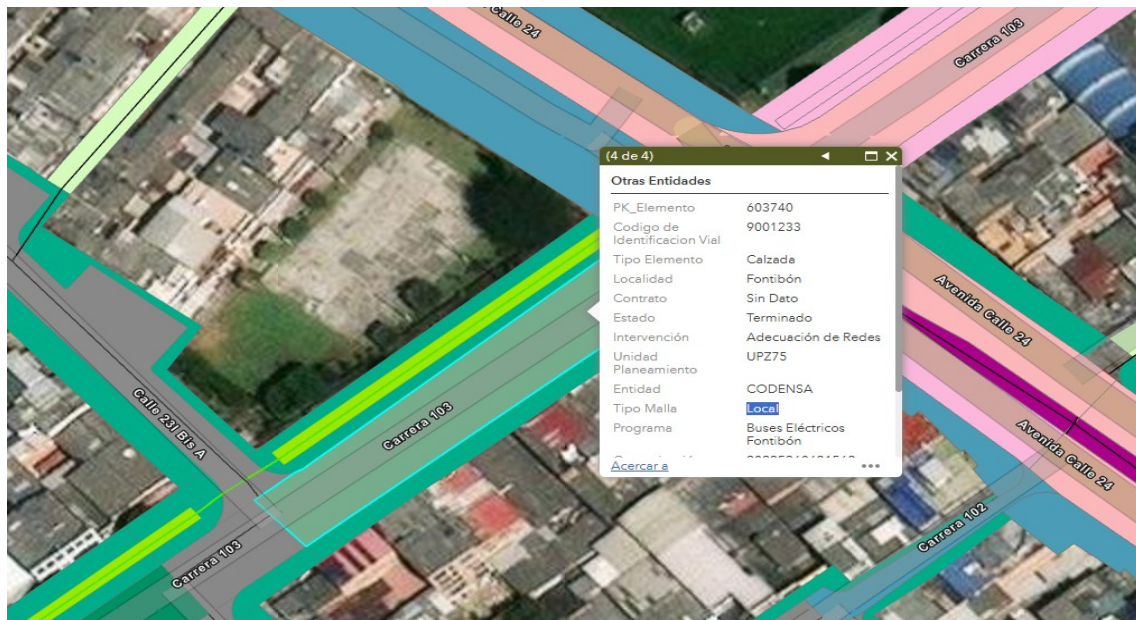 Calle 24
Carrera 103
(4 de 4)
Otras Entidades
PK_Elemento 603740
Codigo de Identificacion Vial 9001233
Tipo Elemento Calzada
Localidad Fontibón
Contrato Sin Dato
Estado Terminado
Intervención Adecuación de Redes
Unidad Planeamiento UPZ75
Entidad CODENSA
Tipo Malla Local
Programa Buses Eléctricos Fontibón
Acercar a
Avenida Calle 24
Avenida Calle 24
Carrera 102
Calle 23I Bis A
Carrera 103
Carrera 103